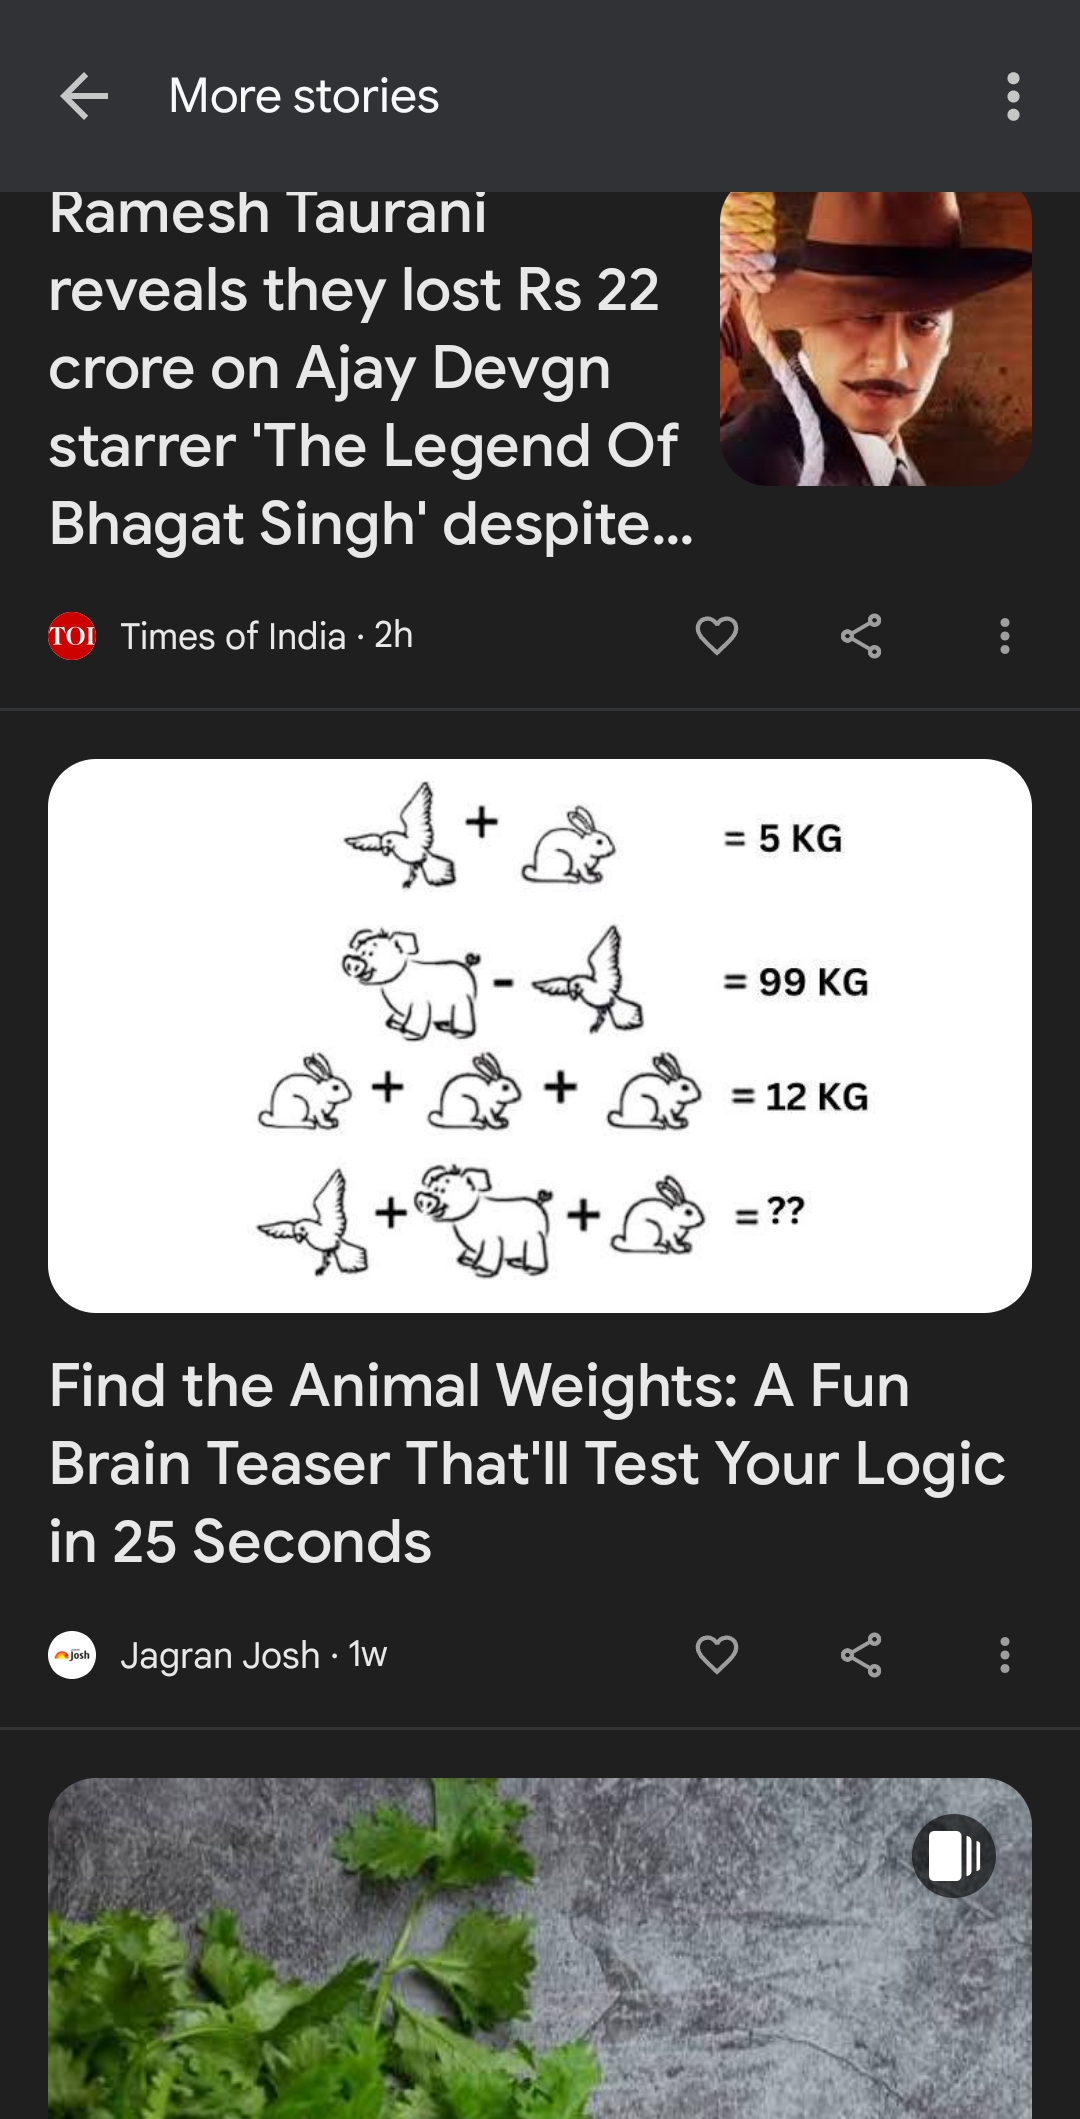 More stories
Ramesh Taurani
reveals they lost Rs 22
crore on Ajay Devgn
starrer 'The Legend Of
Bhagat Singh' despite...
TOI Times of India · 2h
+ = 5 KG
- = 99 KG
+ + = 12 KG
+ + = ??
Find the Animal Weights: A Fun
Brain Teaser That'll Test Your Logic
in 25 Seconds
Josh Jagran Josh · 1w